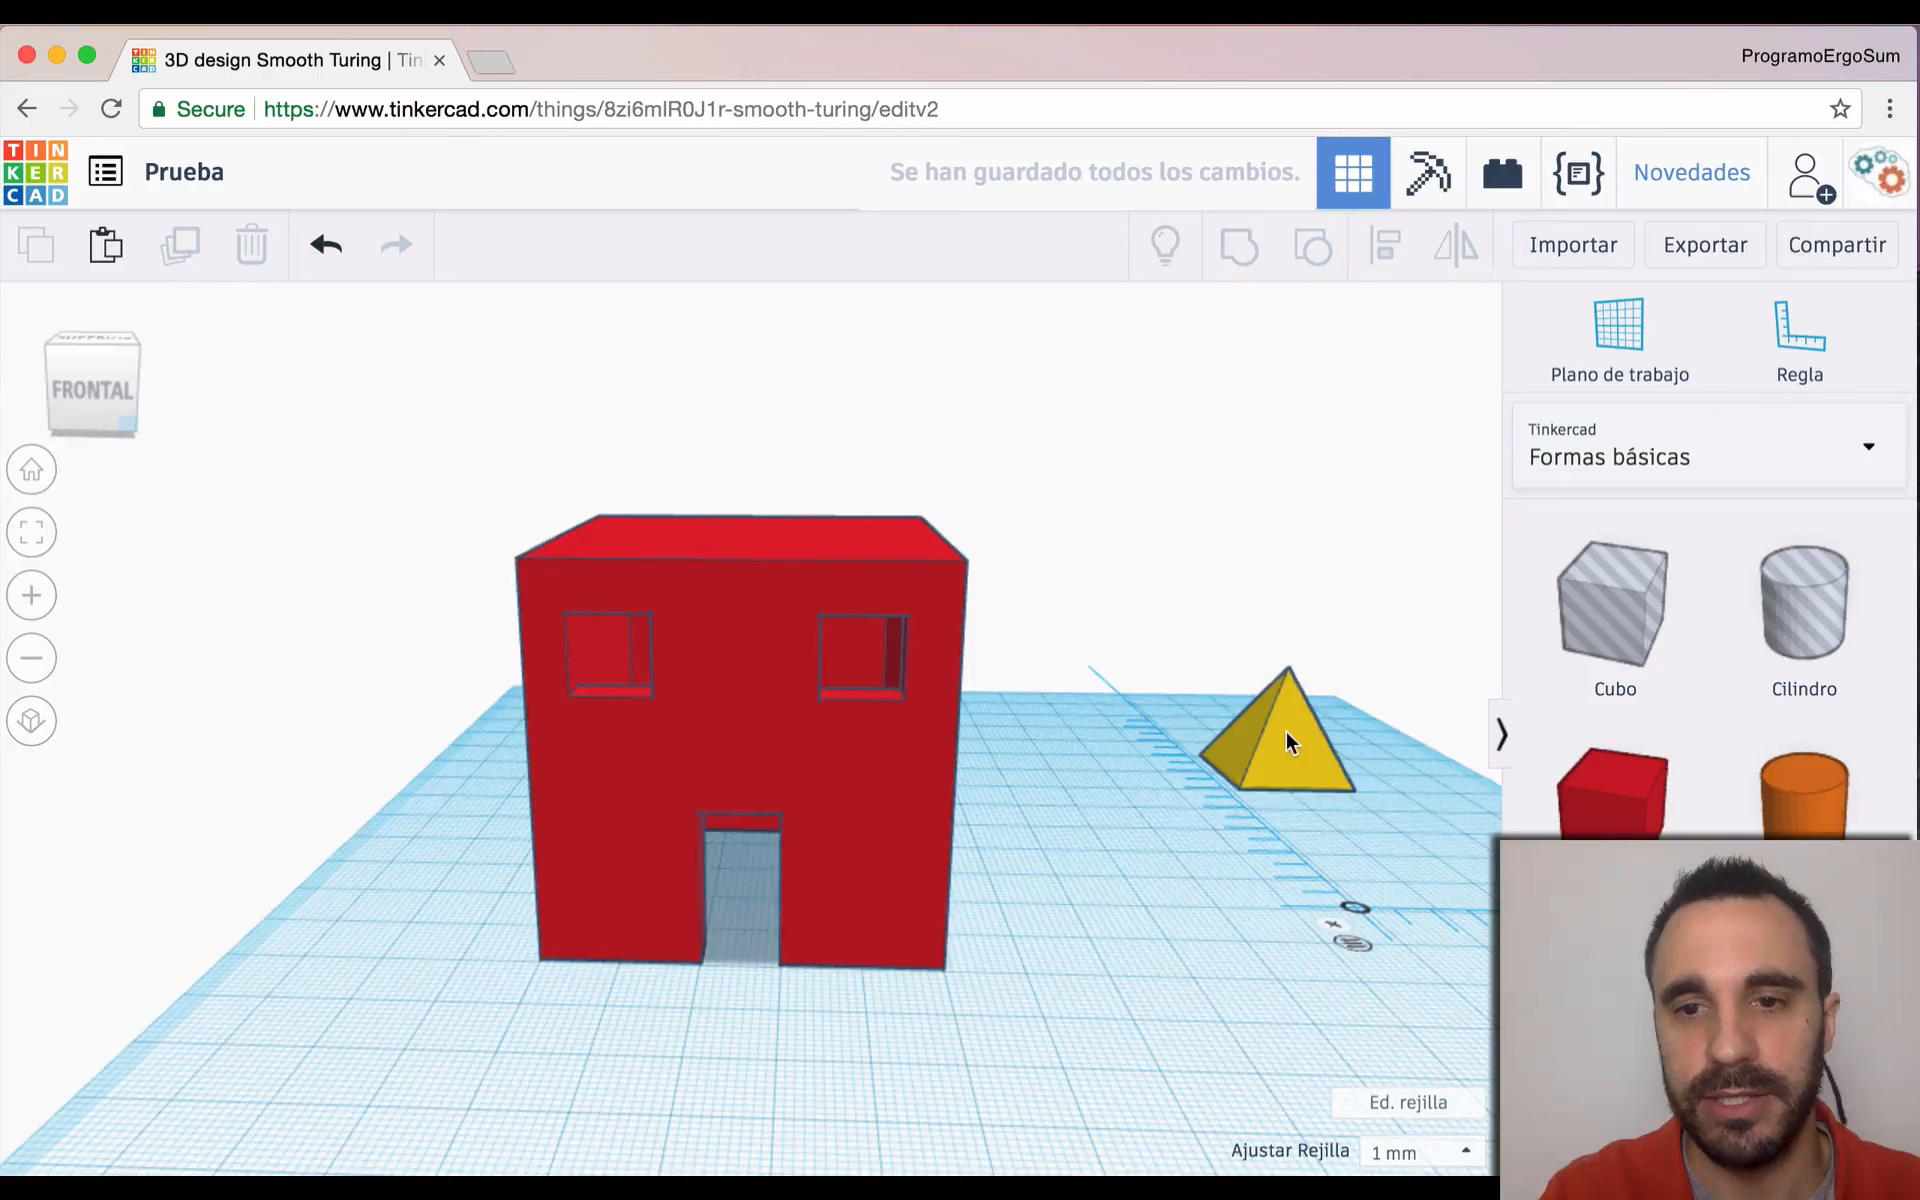 3D design Smooth Turing | Tin
ProgramoErgoSum
Secure https://www.tinkercad.com/things/8zi6mlR0J1r-smooth-turing/editv2
TIN
KER
CAD
Prueba
Se han guardado todos los cambios.
Novedades
Importar
Exportar
Compartir
FRONTAL
Plano de trabajo
Regla
Tinkercad
Formas básicas
Cubo
Cilindro
Ed. rejilla
Ajustar Rejilla
1 mm